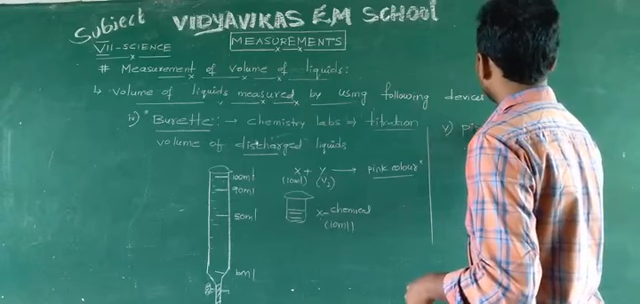 Subject VIDYAVIKAS E.M SCHOOL
VII-SCIENCE
MEASUREMENTS
# Measurement of volume of liquids:
↳ Volume of liquids measured by using following devices
iv) * Burette:- → chemistry labs ⇒ titration
volume of discharged liquids
v)
100ml
90ml
50ml
0ml
X + Y → pink colour"
(10ml) (V2)
X- chemical
(10ml)